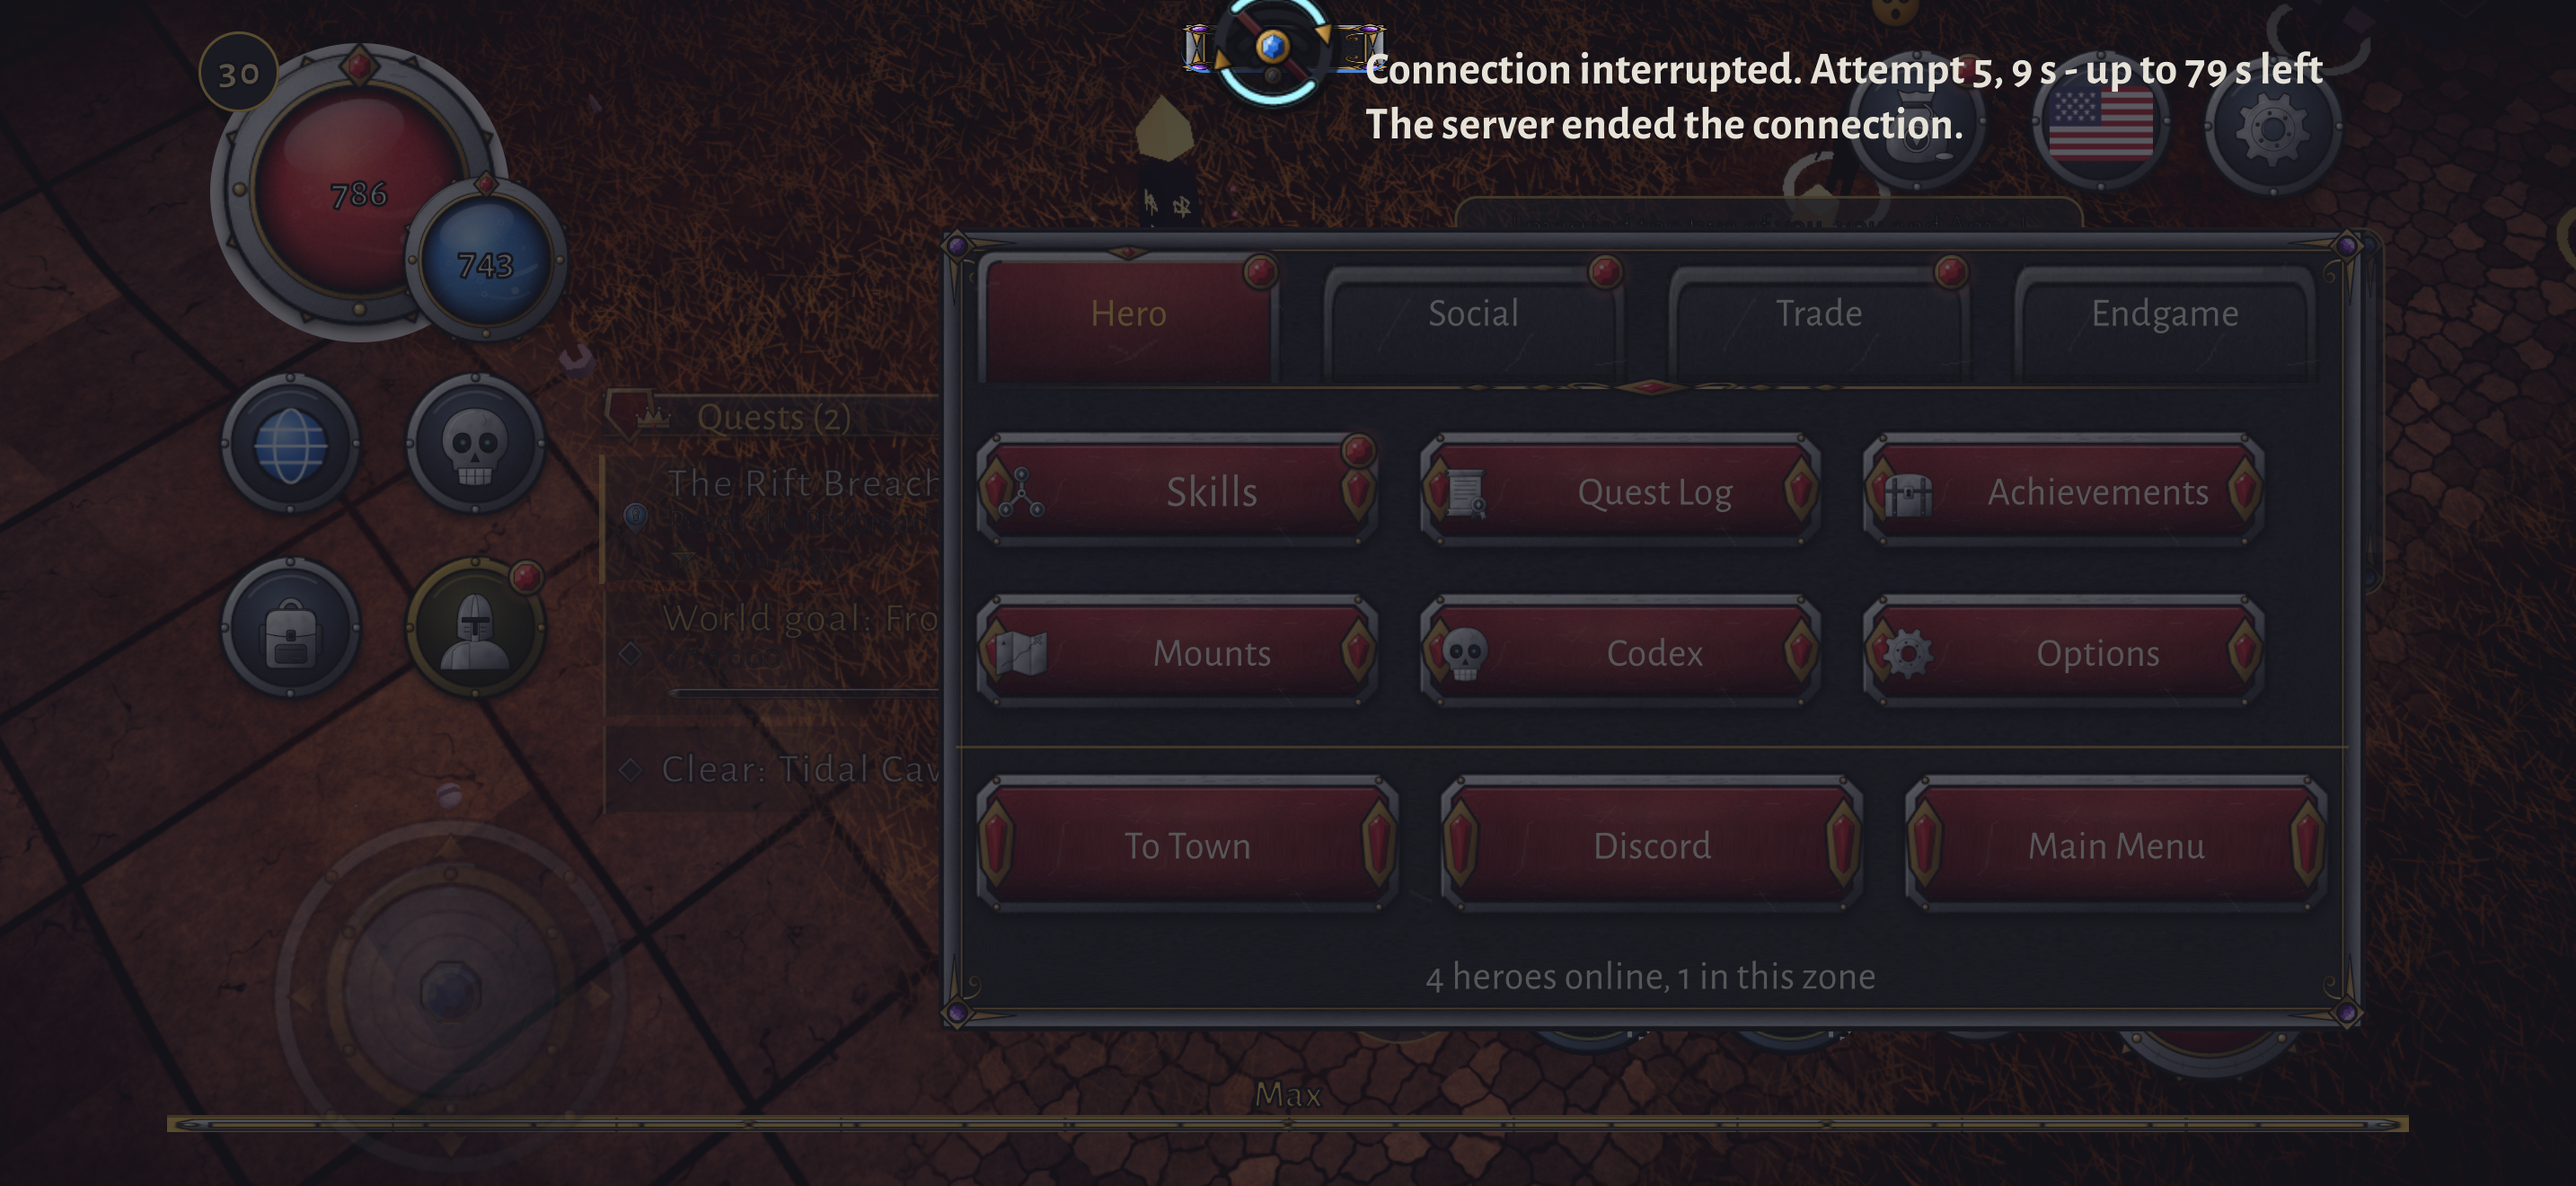 30
Connection interrupted. Attempt 5, 9 s - up to 79 s left
The server ended the connection.
786
743
Hero
Social
Trade
Endgame
Quests (2)
The Rift Breach
Skills
Quest Log
Achievements
World goal: Fro
Mounts
Codex
Options
Clear: Tidal Cav
To Town
Discord
Main Menu
4 heroes online, 1 in this zone
Max